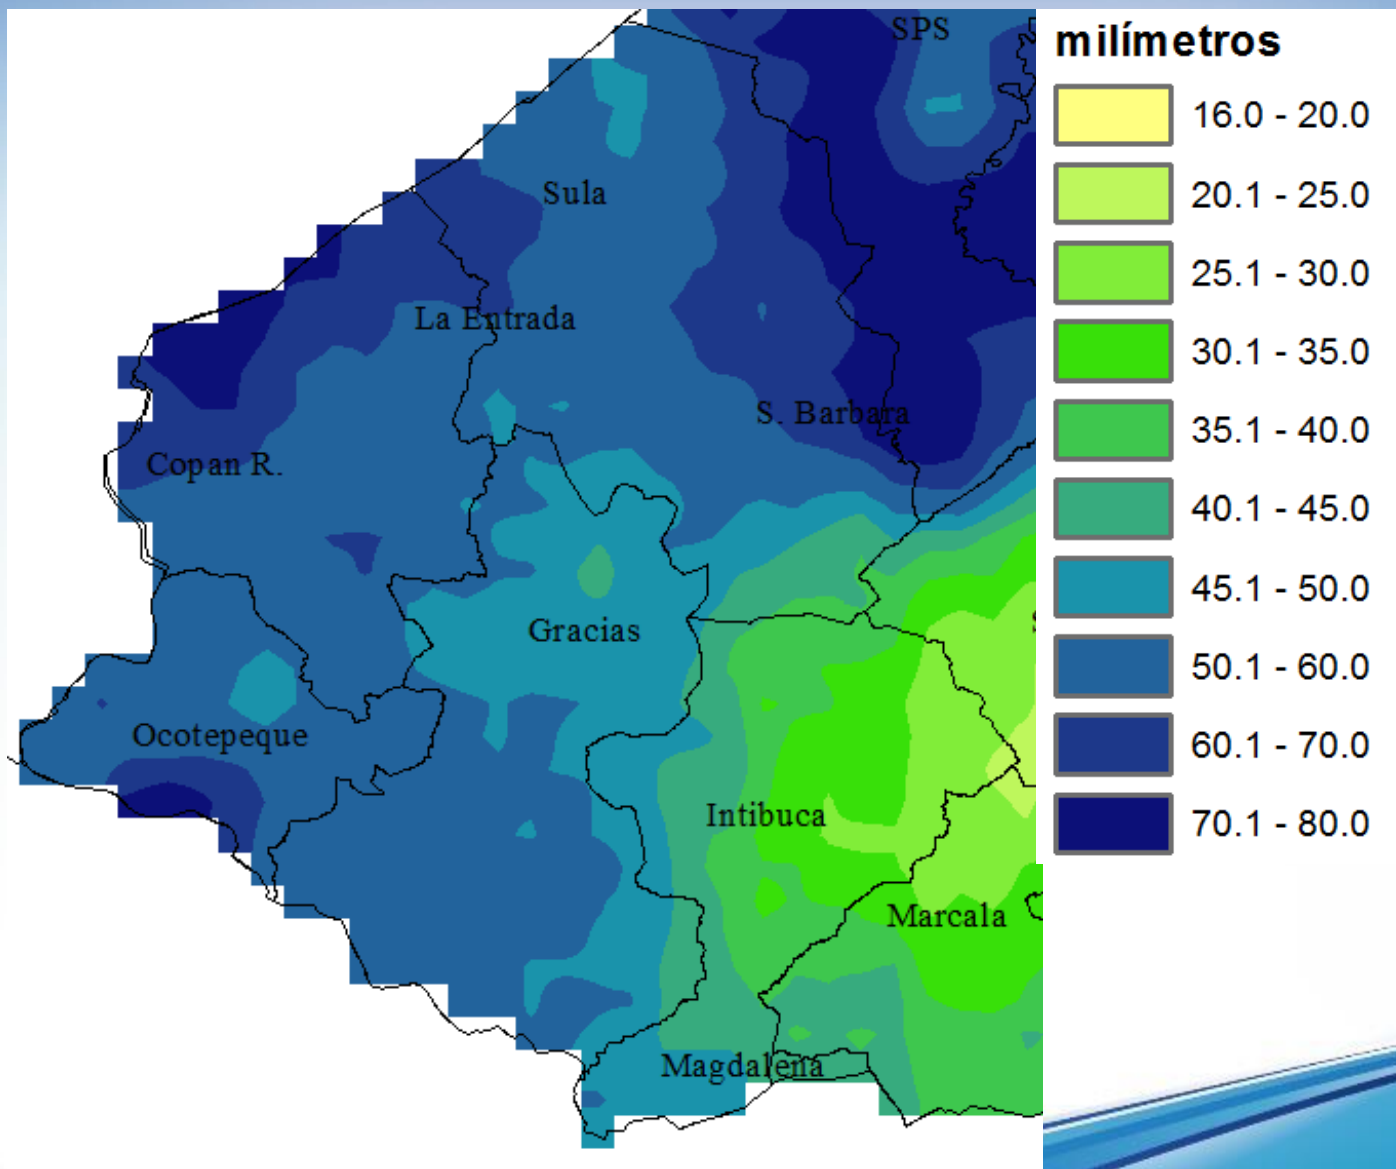 SPS
Sula
La Entrada
S. Barbara
Copan R.
Gracias
Ocotepeque
Intibuca
Marcala
Magdalena
milímetros
16.0 - 20.0
20.1 - 25.0
25.1 - 30.0
30.1 - 35.0
35.1 - 40.0
40.1 - 45.0
45.1 - 50.0
50.1 - 60.0
60.1 - 70.0
70.1 - 80.0